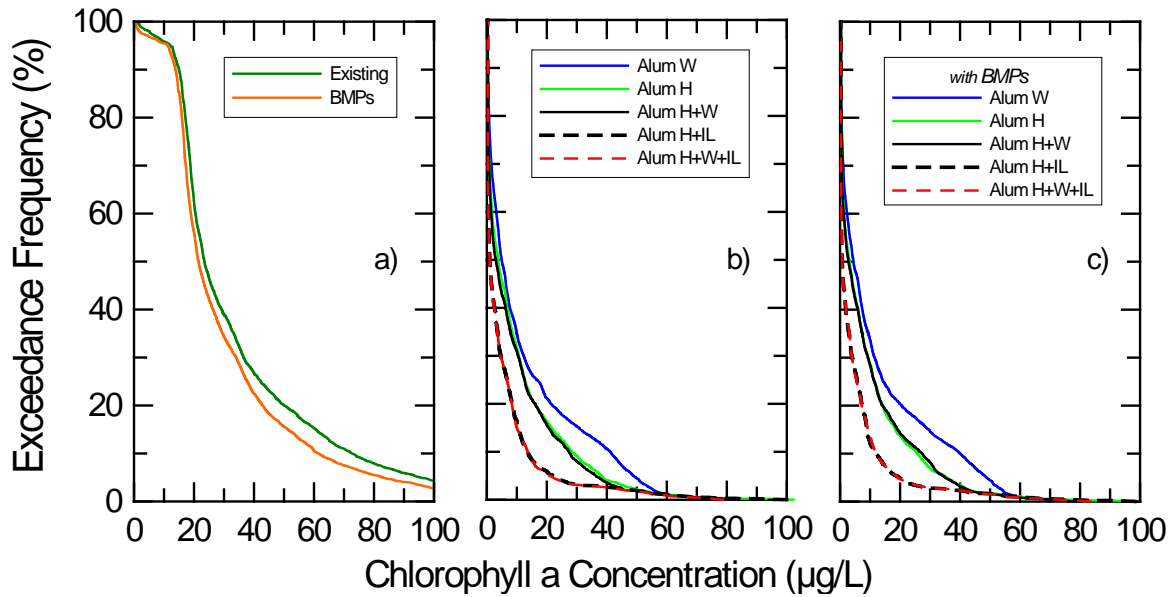 Exceedance Frequency (%)
100
80
60
40
20
0
Existing
BMPs
a)
0 20 40 60 80 100
Alum W
Alum H
Alum H+W
Alum H+IL
Alum H+W+IL
b)
0 20 40 60 80 100
with BMPs
Alum W
Alum H
Alum H+W
Alum H+IL
Alum H+W+IL
c)
0 20 40 60 80 100
Chlorophyll a Concentration (µg/L)